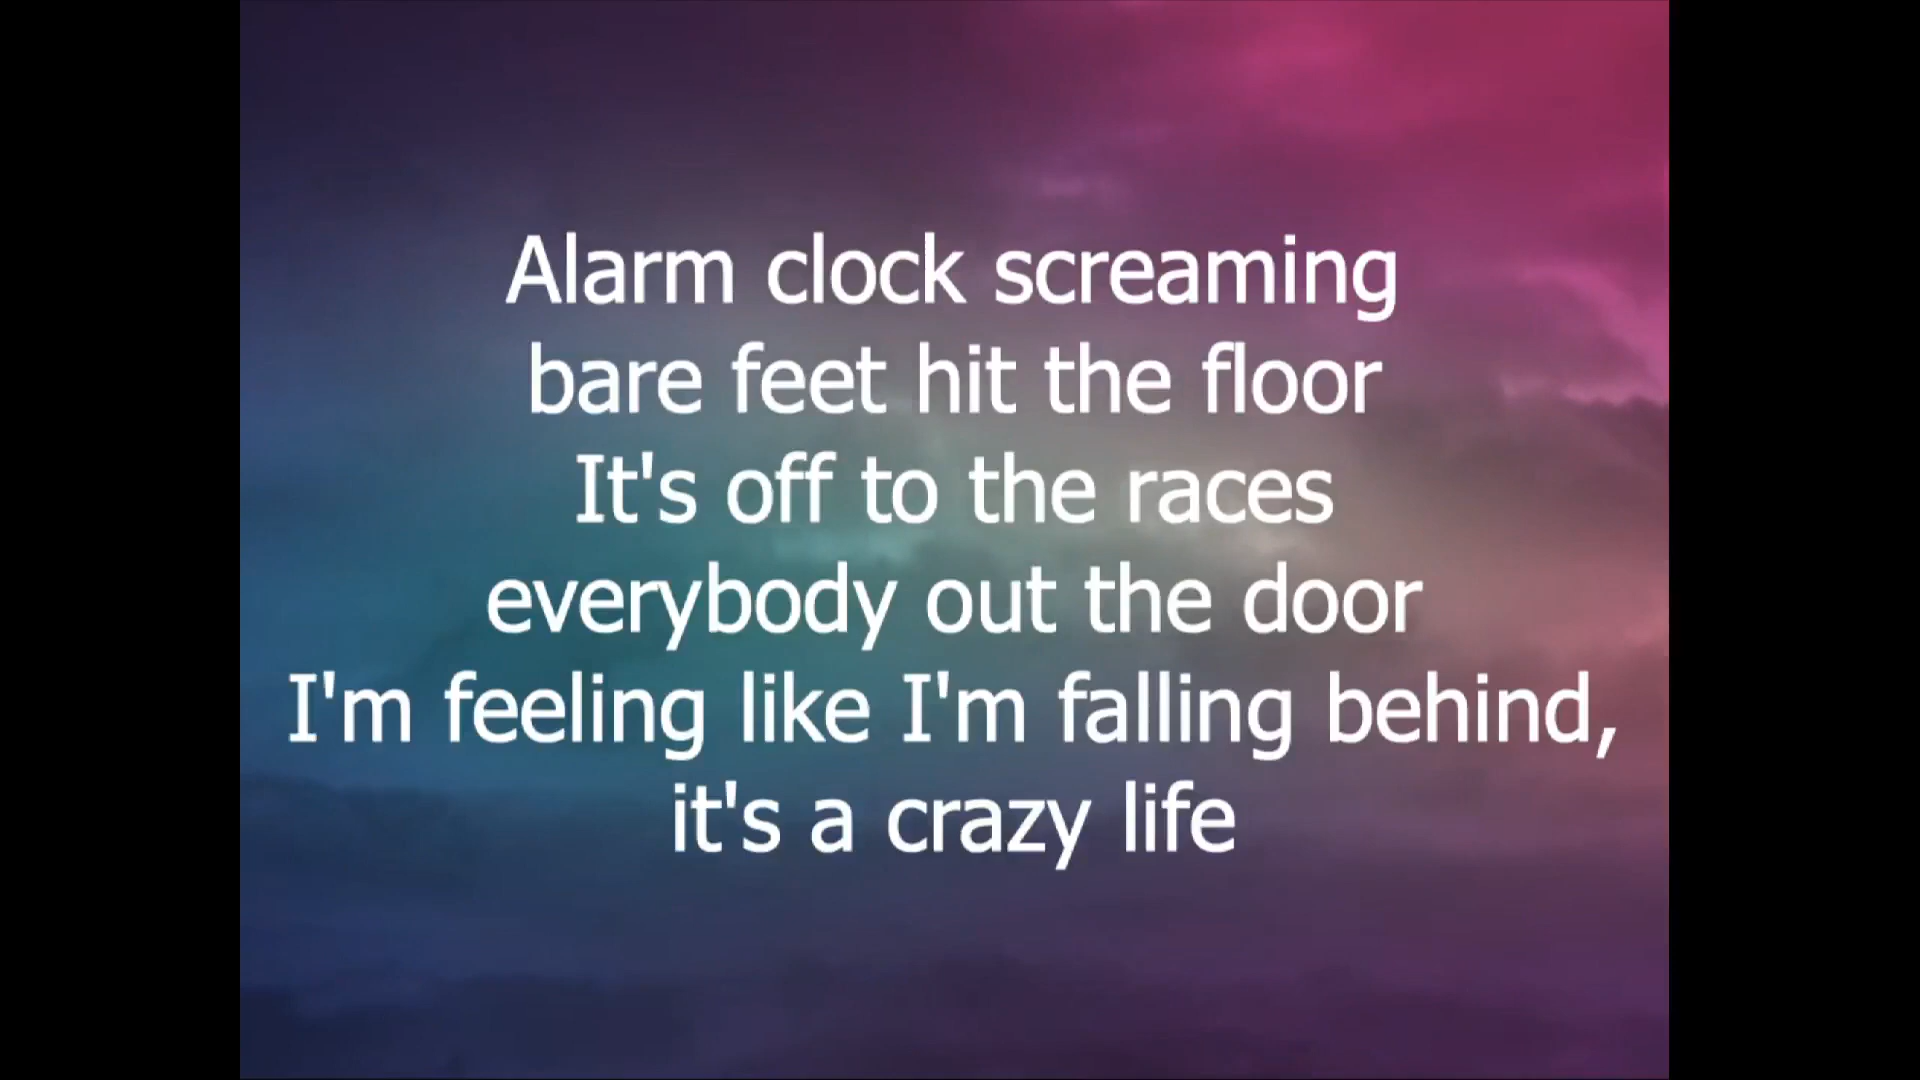 Alarm clock screaming
bare feet hit the floor
It's off to the races
everybody out the door
I'm feeling like I'm falling behind,
it's a crazy life